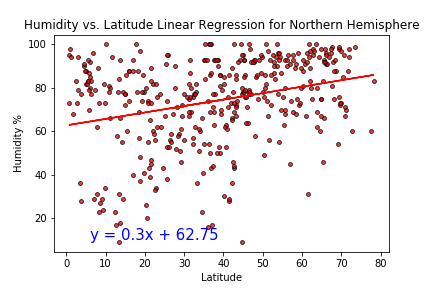 Humidity vs. Latitude Linear Regression for Northern Hemisphere
100
80
60
40
20
Humidity %
y = 0.3x + 62.75
0 10 20 30 40 50 60 70 80
Latitude